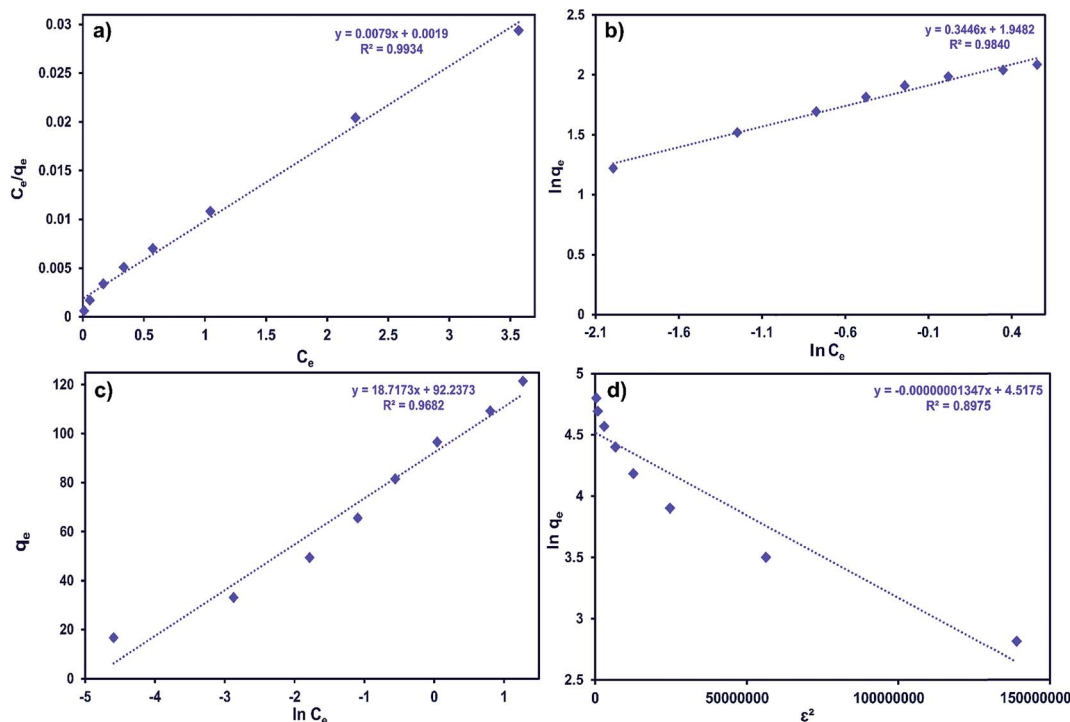 a)
y = 0.0079x + 0.0019
R² = 0.9934
0.03
0.025
0.02
0.015
0.01
0.005
0
Cₑ/qₑ
0
0.5
1
1.5
2
2.5
3
3.5
Cₑ
b)
y = 0.3446x + 1.9482
R² = 0.9840
2.5
2
1.5
1
0.5
0
ln qₑ
-2.1
-1.6
-1.1
-0.6
-0.1
0.4
ln Cₑ
c)
y = 18.7173x + 92.2373
R² = 0.9682
120
100
80
60
40
20
0
qₑ
-5
-4
-3
-2
-1
0
1
ln Cₑ
d)
y = -0.00000001347x + 4.5175
R² = 0.8975
5
4.5
4
3.5
3
2.5
ln qₑ
0
50000000
100000000
150000000
ε²